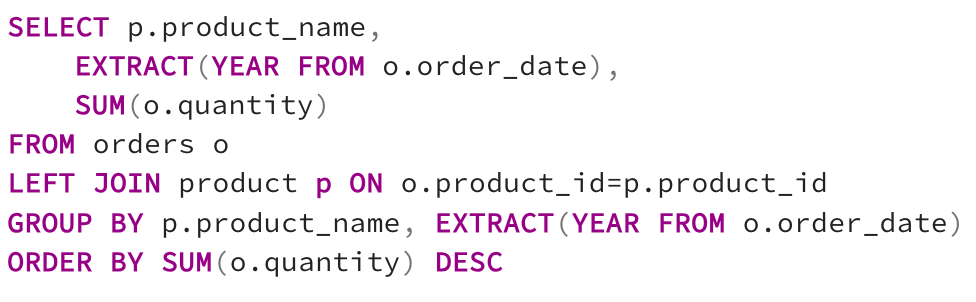 SELECT p.product_name,
    EXTRACT(YEAR FROM o.order_date),
    SUM(o.quantity)
FROM orders o
LEFT JOIN product p ON o.product_id=p.product_id
GROUP BY p.product_name, EXTRACT(YEAR FROM o.order_date)
ORDER BY SUM(o.quantity) DESC